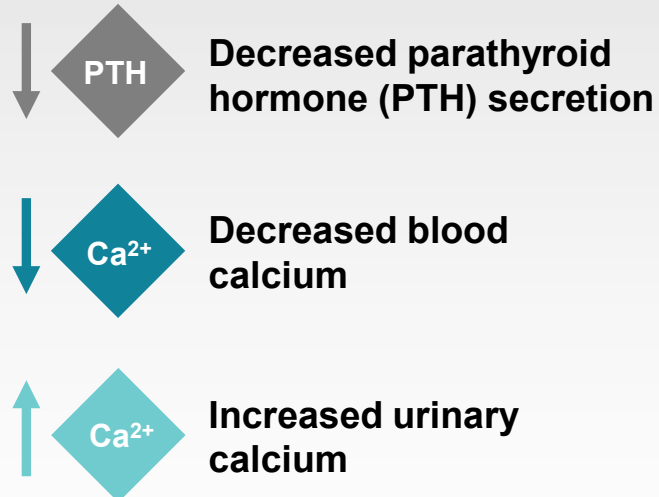 PTH
Decreased parathyroid
hormone (PTH) secretion
Ca²⁺
Decreased blood
calcium
Ca²⁺
Increased urinary
calcium